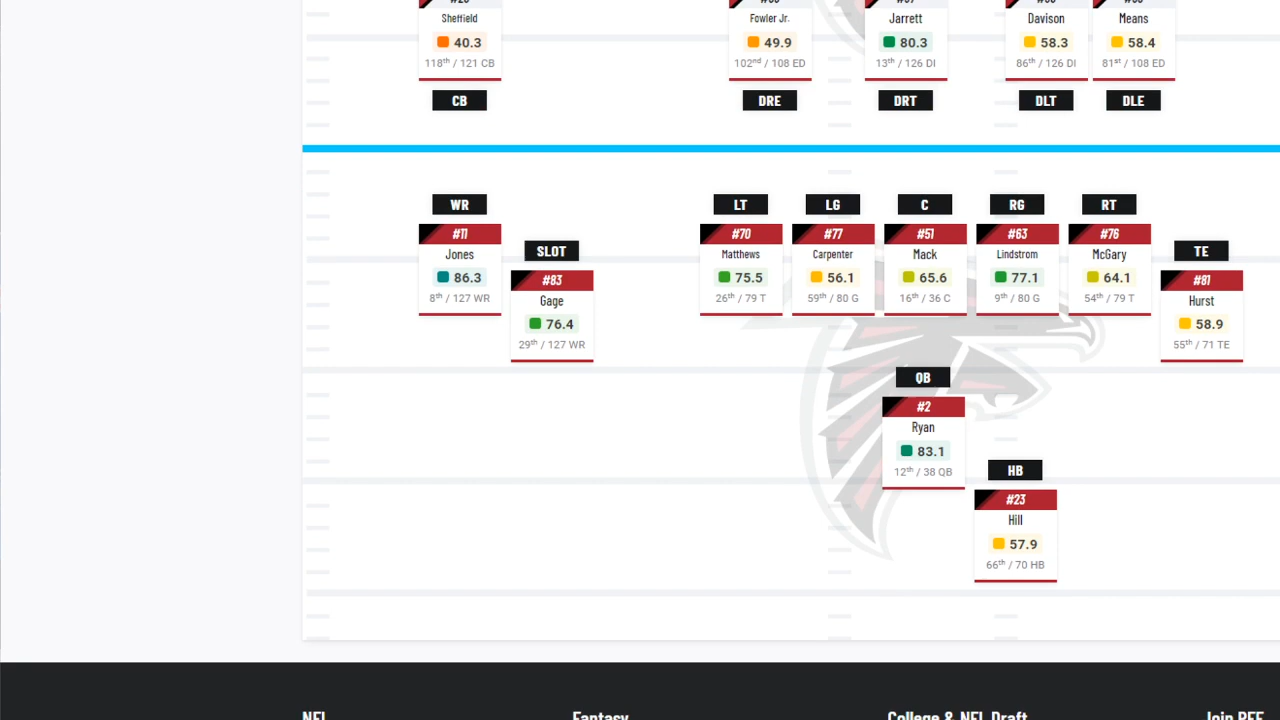 Sheffield
40.3
118th / 121 CB
CB
Fowler Jr.
49.9
102nd / 108 ED
DRE
Jarrett
80.3
13th / 126 DI
DRT
Davison
58.3
86th / 126 DI
DLT
Means
58.4
81st / 108 ED
DLE
WR
#11
Jones
86.3
8th / 127 WR
SLOT
#83
Gage
76.4
29th / 127 WR
LT
#70
Matthews
75.5
26th / 79 T
LG
#77
Carpenter
56.1
59th / 80 G
C
#51
Mack
65.6
16th / 36 C
RG
#63
Lindstrom
77.1
9th / 80 G
RT
#76
McGary
64.1
54th / 79 T
TE
#81
Hurst
58.9
55th / 71 TE
QB
#2
Ryan
83.1
12th / 38 QB
HB
#23
Hill
57.9
66th / 70 HB
NFL
Fantasy
College & NFL Draft
Join PFF